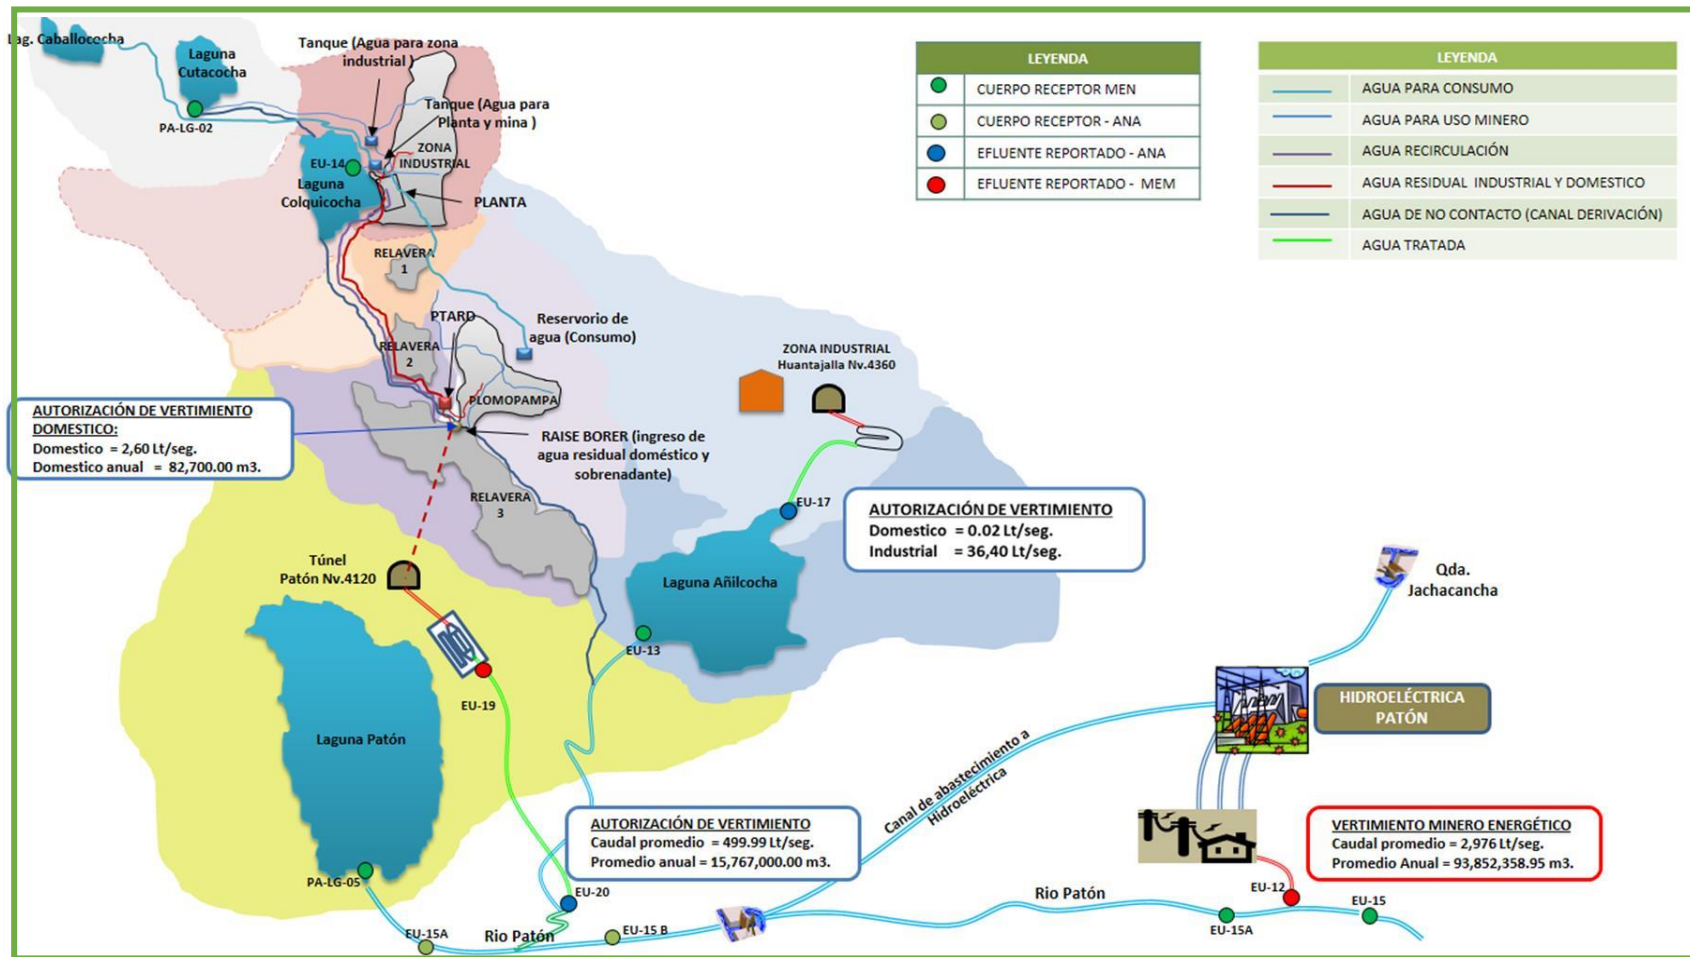 Lag. Caballococha
Laguna
Cutacocha
PA-LG-02
Tanque (Agua para zona
industrial )
Tanque (Agua para
Planta y mina )
ZONA
INDUSTRIAL
EU-14
Laguna
Colquicocha
PLANTA
RELAVERA
1
PTARD
RELAVERA
2
Reservorio de
agua (Consumo)
PLOMOPAMPA
RAISE BORER (ingreso de
agua residual doméstico y
sobrenadante)
RELAVERA
3
AUTORIZACIÓN DE VERTIMIENTO
DOMESTICO:
Domestico = 2,60 Lt/seg.
Domestico anual = 82,700.00 m3.
LEYENDA
CUERPO RECEPTOR MEN
CUERPO RECEPTOR - ANA
EFLUENTE REPORTADO - ANA
EFLUENTE REPORTADO - MEM
LEYENDA
AGUA PARA CONSUMO
AGUA PARA USO MINERO
AGUA RECIRCULACIÓN
AGUA RESIDUAL INDUSTRIAL Y DOMESTICO
AGUA DE NO CONTACTO (CANAL DERIVACIÓN)
AGUA TRATADA
ZONA INDUSTRIAL
Huantajalla Nv.4360
EU-17
AUTORIZACIÓN DE VERTIMIENTO
Domestico = 0.02 Lt/seg.
Industrial = 36,40 Lt/seg.
Laguna Añilcocha
EU-13
Túnel
Patón Nv.4120
EU-19
Laguna Patón
PA-LG-05
Qda.
Jachacancha
HIDROELÉCTRICA
PATÓN
Canal de abastecimiento a
Hidroeléctrica
AUTORIZACIÓN DE VERTIMIENTO
Caudal promedio = 499.99 Lt/seg.
Promedio anual = 15,767,000.00 m3.
VERTIMIENTO MINERO ENERGÉTICO
Caudal promedio = 2,976 Lt/seg.
Promedio Anual = 93,852,358.95 m3.
EU-20
EU-15A
Rio Patón
EU-15 B
Rio Patón
EU-12
EU-15A
EU-15